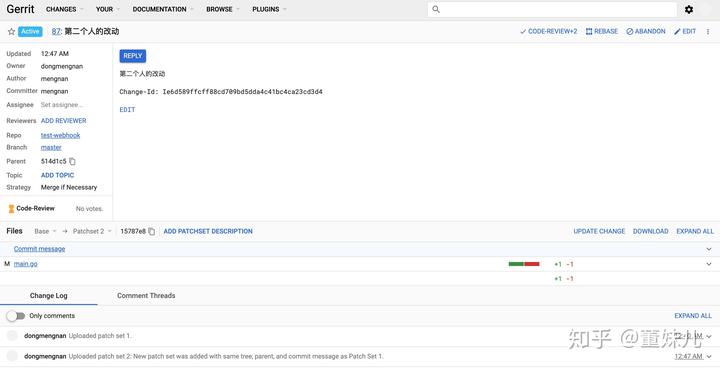 Gerrit CHANGES YOUR DOCUMENTATION BROWSE PLUGINS
Active 87: 第二个人的改动 CODE-REVIEW+2 REBASE ABANDON EDIT
Updated 12:47 AM
Owner dongmengnan
Author mengnan
Committer mengnan
Assignee Set assignee...
Reviewers ADD REVIEWER
Repo test-webhook
Branch master
Parent 514d1c5
Topic ADD TOPIC
Strategy Merge if Necessary
Code-Review No votes.
REPLY
第二个人的改动
Change-Id: Ie6d589ffcff88cd709bd5dda4c41bc4ca23cd3d4
EDIT
Files Base → Patchset 2 15787e8 ADD PATCHSET DESCRIPTION UPDATE CHANGE DOWNLOAD EXPAND ALL
Commit message
M main.go +1 −1
+1 −1
Change Log Comment Threads
Only comments EXPAND ALL
dongmengnan Uploaded patch set 1.
dongmengnan Uploaded patch set 2: New patch set was added with same tree, parent, and commit message as Patch Set 1. 12:47 AM
知乎 @董妹儿